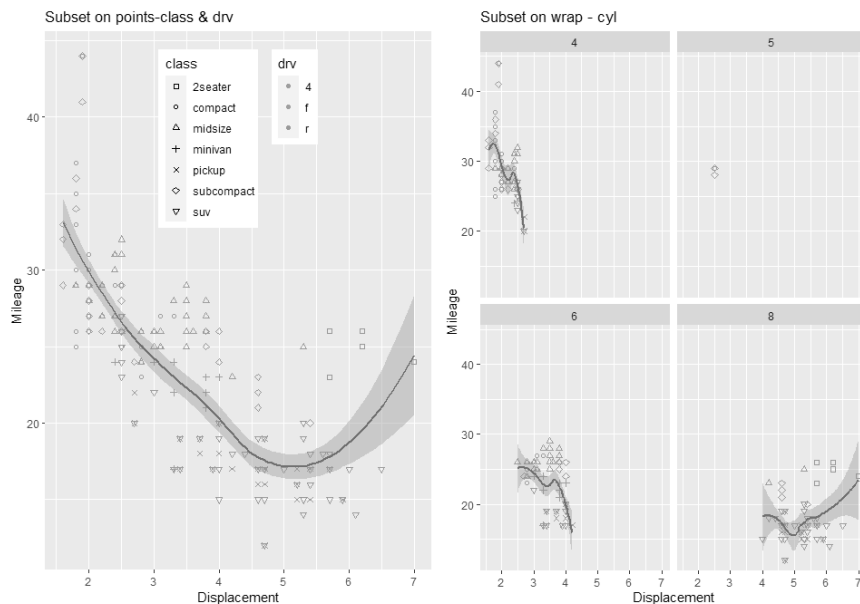 Subset on points-class & drv
class
2seater
compact
midsize
minivan
pickup
subcompact
suv
drv
4
f
r
40
30
20
Mileage
2 3 4 5 6 7
Displacement
Subset on wrap - cyl
4 5
40
30
20
Mileage
6 8
40
30
20
2 3 4 5 6 7 2 3 4 5 6 7
Displacement